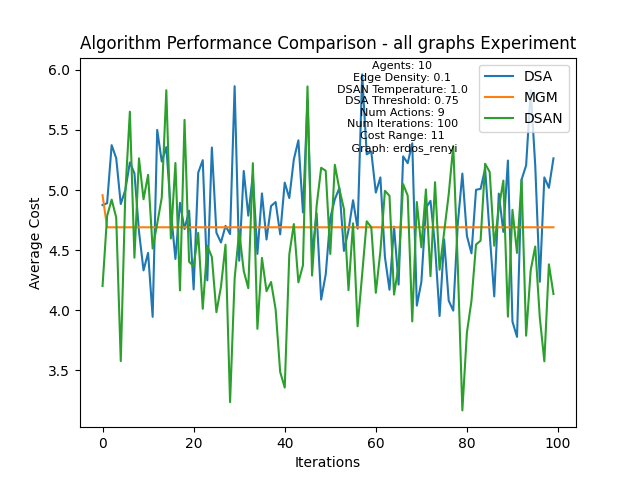 Algorithm Performance Comparison - all graphs Experiment
Agents: 10
Edge Density: 0.1
DSAN Temperature: 1.0
DSA Threshold: 0.75
Num Actions: 9
Num Iterations: 100
Cost Range: 11
Graph: erdos_renyi
DSA
MGM
DSAN
6.0
5.5
5.0
4.5
4.0
3.5
Average Cost
0
20
40
60
80
100
Iterations